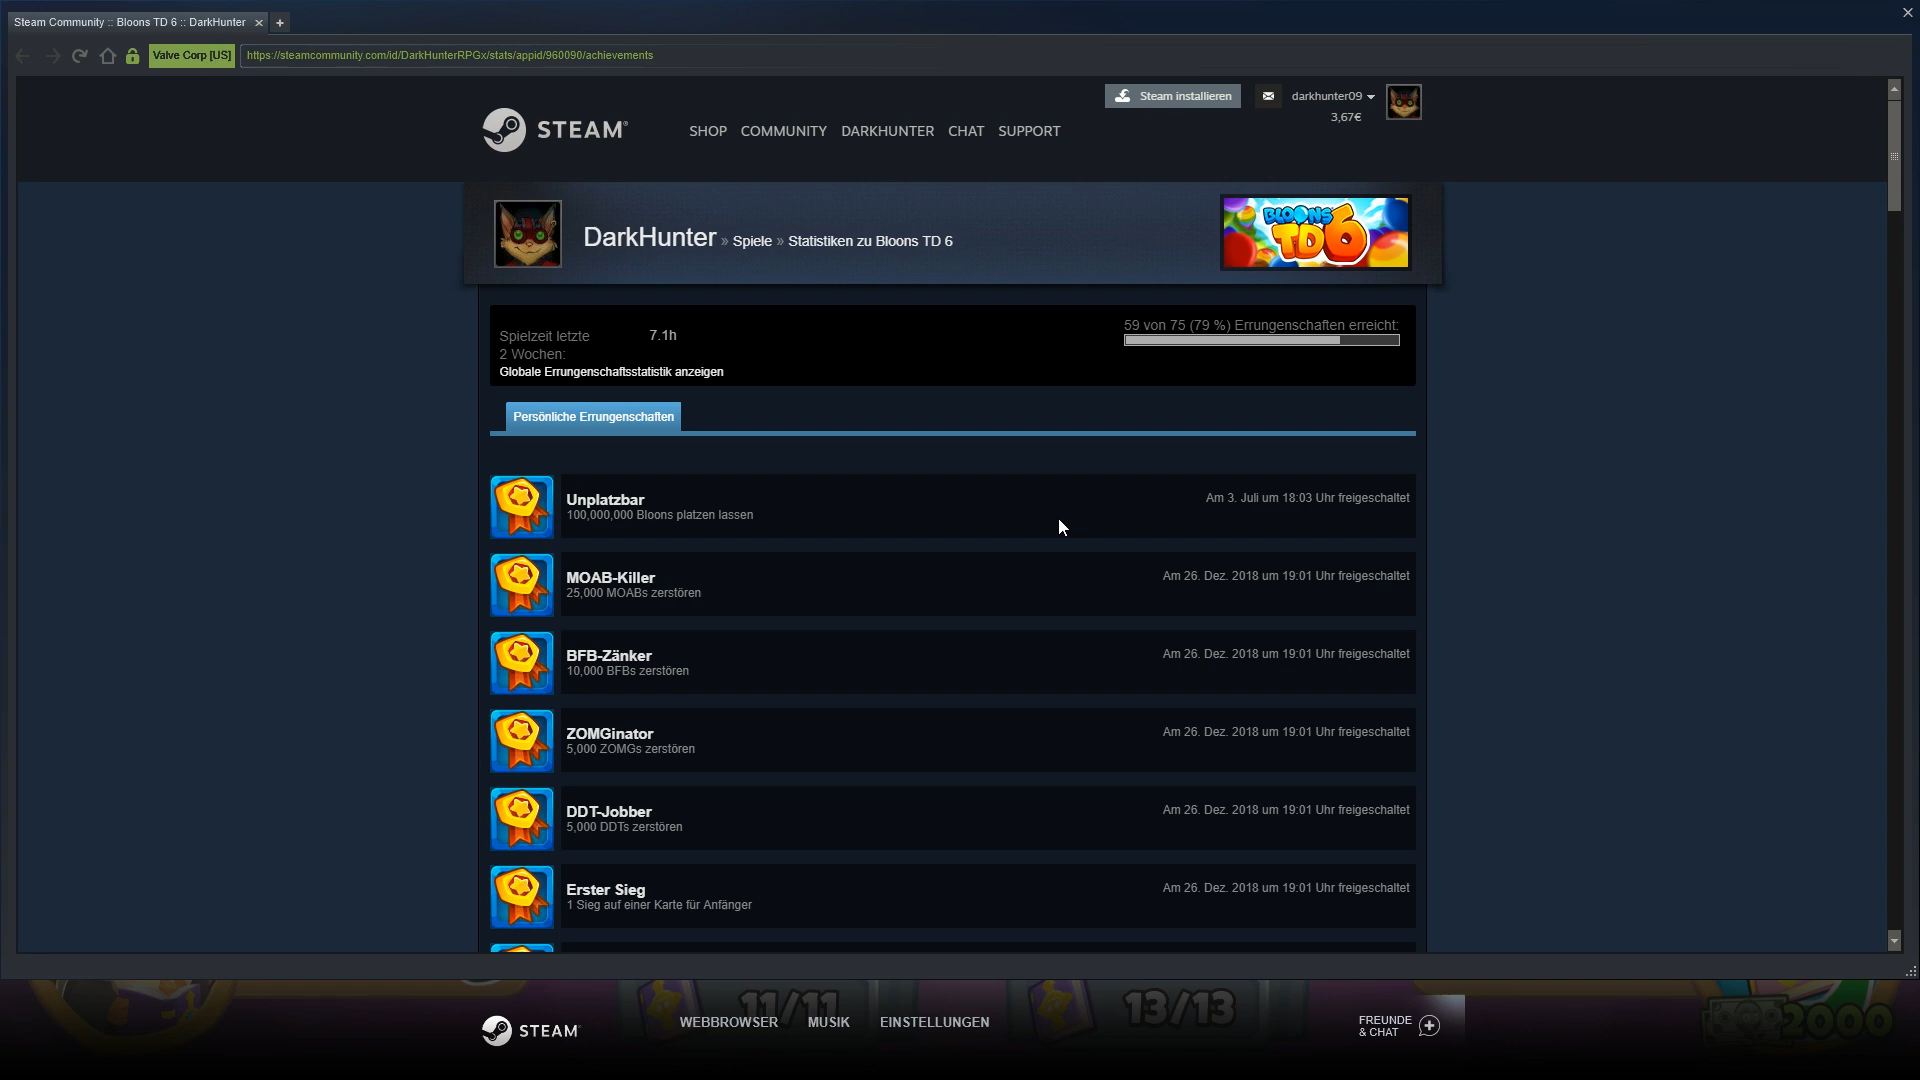 Steam Community :: Bloons TD 6 :: DarkHunter
Valve Corp [US] https://steamcommunity.com/id/DarkHunterRPGx/stats/appid/960090/achievements
Steam installieren
darkhunter09
3,67€
STEAM®
SHOP COMMUNITY DARKHUNTER CHAT SUPPORT
DarkHunter » Spiele » Statistiken zu Bloons TD 6
BLOONS
TD6
Spielzeit letzte 2 Wochen: 7.1h
59 von 75 (79 %) Errungenschaften erreicht:
Globale Errungenschaftsstatistik anzeigen
Persönliche Errungenschaften
Unplatzbar
100,000,000 Bloons platzen lassen
Am 3. Juli um 18:03 Uhr freigeschaltet
MOAB-Killer
25,000 MOABs zerstören
Am 26. Dez. 2018 um 19:01 Uhr freigeschaltet
BFB-Zänker
10,000 BFBs zerstören
Am 26. Dez. 2018 um 19:01 Uhr freigeschaltet
ZOMGinator
5,000 ZOMGs zerstören
Am 26. Dez. 2018 um 19:01 Uhr freigeschaltet
DDT-Jobber
5,000 DDTs zerstören
Am 26. Dez. 2018 um 19:01 Uhr freigeschaltet
Erster Sieg
1 Sieg auf einer Karte für Anfänger
Am 26. Dez. 2018 um 19:01 Uhr freigeschaltet
11/11
13/13
2000
STEAM
WEBBROWSER MUSIK EINSTELLUNGEN
FREUNDE
& CHAT